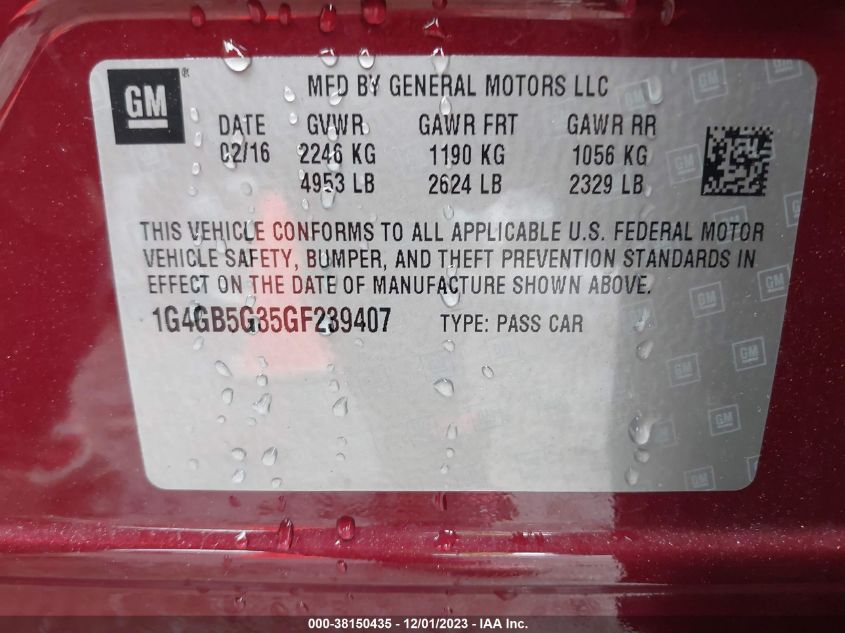 GM ® MFD BY GENERAL MOTORS LLC
DATE GVWR GAWR FRT GAWR RR
02/16 2246 KG 1190 KG 1056 KG
4953 LB 2624 LB 2329 LB
THIS VEHICLE CONFORMS TO ALL APPLICABLE U.S. FEDERAL MOTOR
VEHICLE SAFETY, BUMPER, AND THEFT PREVENTION STANDARDS IN
EFFECT ON THE DATE OF MANUFACTURE SHOWN ABOVE.
1G4GB5G35GF239407 TYPE: PASS CAR
000-38150435 - 12/01/2023 - IAA Inc.